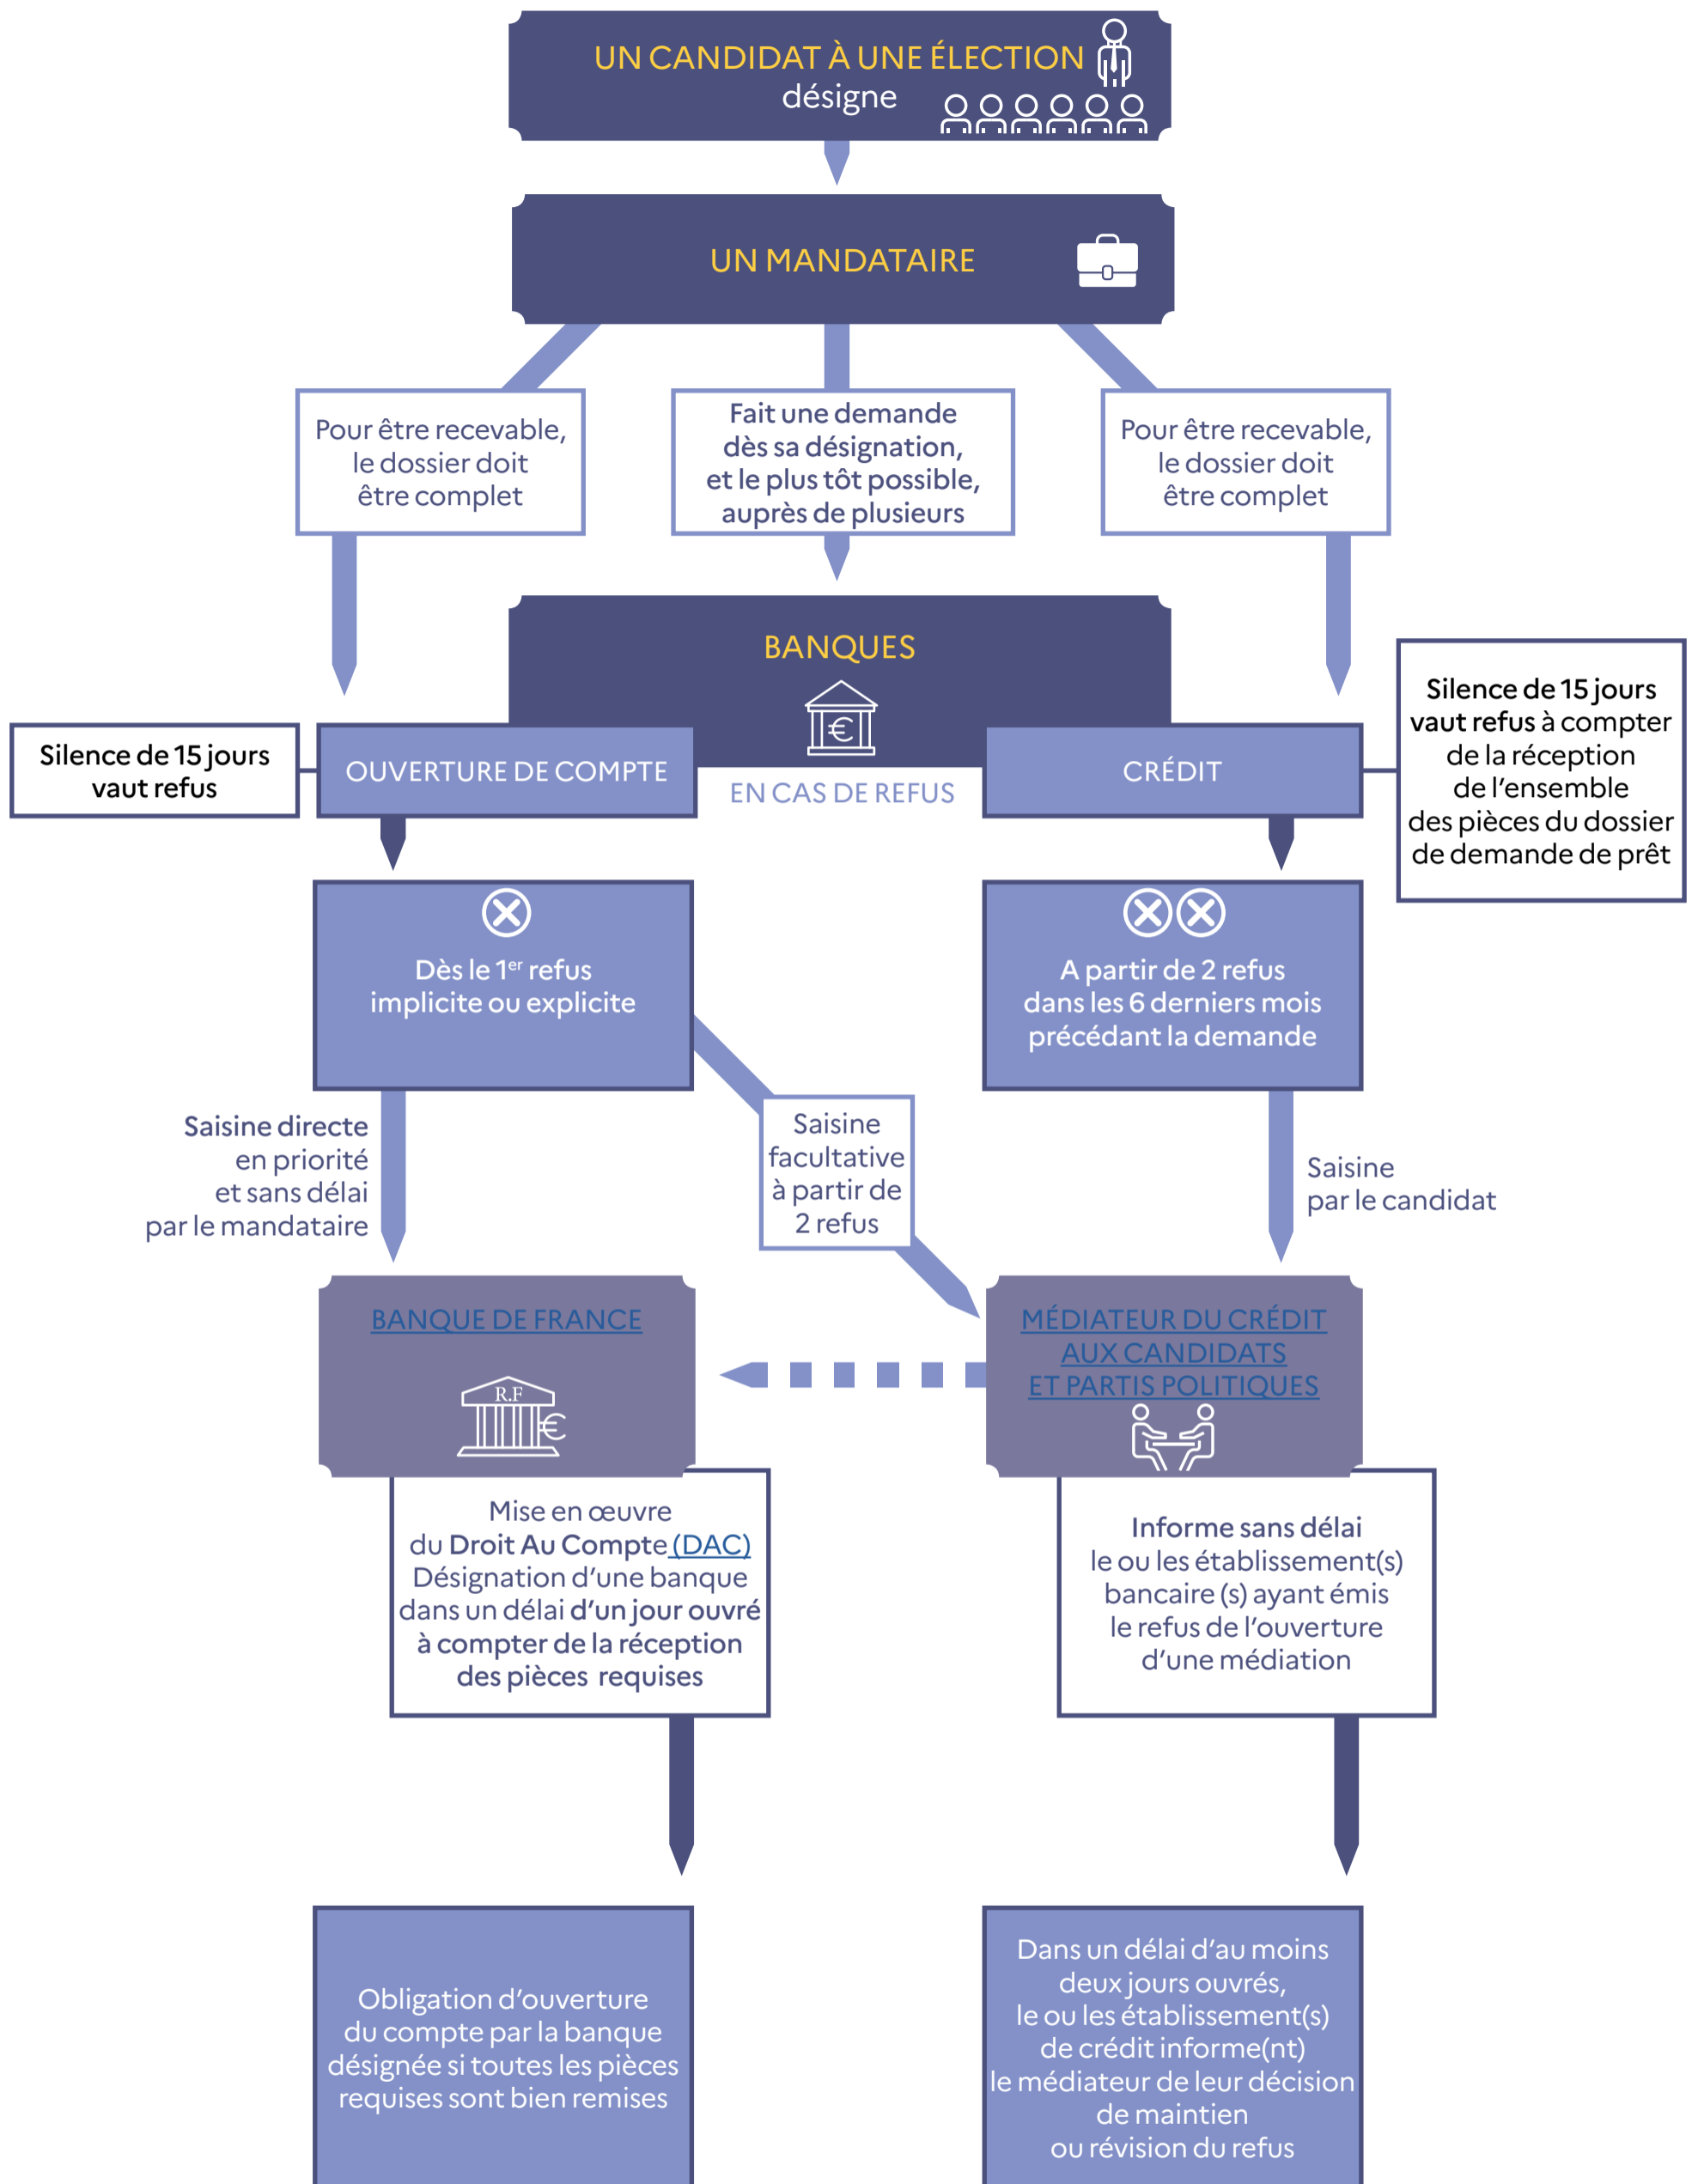 UN CANDIDAT À UNE ÉLECTION
désigne
UN MANDATAIRE
Pour être recevable,
le dossier doit
être complet
Fait une demande
dès sa désignation,
et le plus tôt possible,
auprès de plusieurs
Pour être recevable,
le dossier doit
être complet
BANQUES
€
Silence de 15 jours
vaut refus
OUVERTURE DE COMPTE
EN CAS DE REFUS
CRÉDIT
Silence de 15 jours
vaut refus à compter
de la réception
de l’ensemble
des pièces du dossier
de demande de prêt
Dès le 1er refus
implicite ou explicite
A partir de 2 refus
dans les 6 derniers mois
précédant la demande
Saisine directe
en priorité
et sans délai
par le mandataire
Saisine
facultative
à partir de
2 refus
Saisine
par le candidat
BANQUE DE FRANCE
R.F
€
MÉDIATEUR DU CRÉDIT
AUX CANDIDATS
ET PARTIS POLITIQUES
Mise en œuvre
du Droit Au Compte (DAC)
Désignation d’une banque
dans un délai d’un jour ouvré
à compter de la réception
des pièces requises
Informe sans délai
le ou les établissement(s)
bancaire (s) ayant émis
le refus de l’ouverture
d’une médiation
Obligation d’ouverture
du compte par la banque
désignée si toutes les pièces
requises sont bien remises
Dans un délai d’au moins
deux jours ouvrés,
le ou les établissement(s)
de crédit informe(nt)
le médiateur de leur décision
de maintien
ou révision du refus